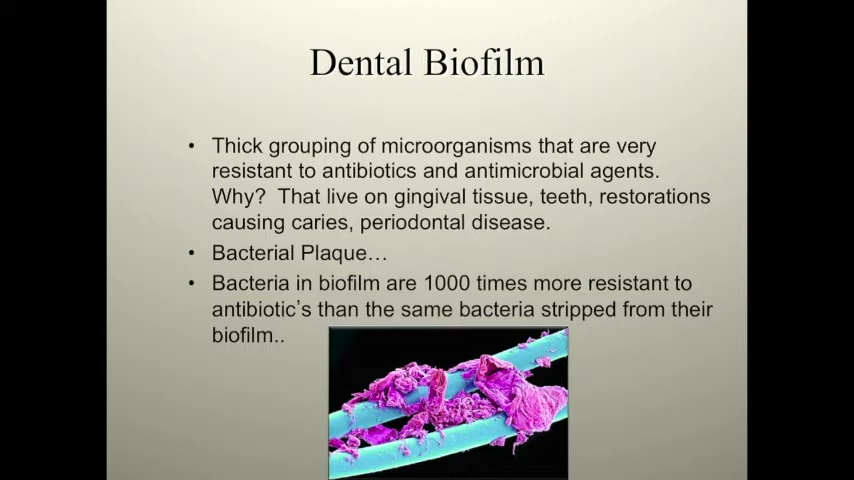 Dental Biofilm
• Thick grouping of microorganisms that are very
resistant to antibiotics and antimicrobial agents.
Why?  That live on gingival tissue, teeth, restorations
causing caries, periodontal disease.
• Bacterial Plaque…
• Bacteria in biofilm are 1000 times more resistant to
antibiotic’s than the same bacteria stripped from their
biofilm..